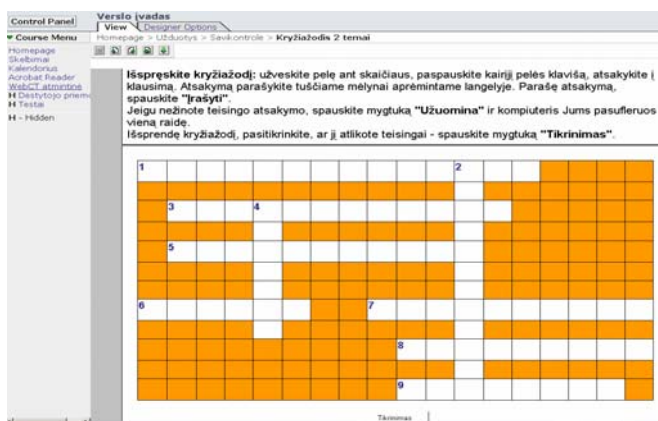 Verslo įvadas
Control Panel
View Designer Options
Course Menu
Homepage > Užduotys > Savikontrolė > Kryžiažodis 2 temai
Homepage
Skelbimai
Kalendorius
Acrobat Reader
WebCT atmintinė
H Dėstytojo priemo
H Testai
H - Hidden
Išspręskite kryžiažodį: užveskite pelę ant skaičiaus, paspauskite kairįjį pelės klavišą, atsakykite į
klausimą. Atsakymą parašykite tuščiame mėlynai apremintame langelyje. Parašę atsakymą,
spauskite "Įrašyti".
Jeigu nežinote teisingo atsakymo, spauskite mygtuką "Užuomina" ir kompiuteris Jums pasufleruos
vieną raidę.
Išsprendę kryžiažodį, pasitikrinkite, ar jį atlikote teisingai - spauskite mygtuką "Tikrinimas".
1 2
3 4
5
6 7
8
9
Tikrinimas